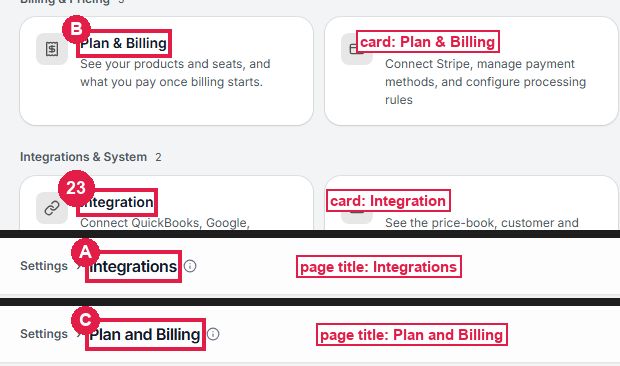 Billing & Pricing 3
B
Plan & Billing
See your products and seats, and
what you pay once billing starts.
card: Plan & Billing
Connect Stripe, manage payment
methods, and configure processing
rules
Integrations & System 2
23
Integration
Connect QuickBooks, Google,
card: Integration
See the price-book, customer and
A
Settings Integrations
page title: Integrations
C
Settings Plan and Billing
page title: Plan and Billing